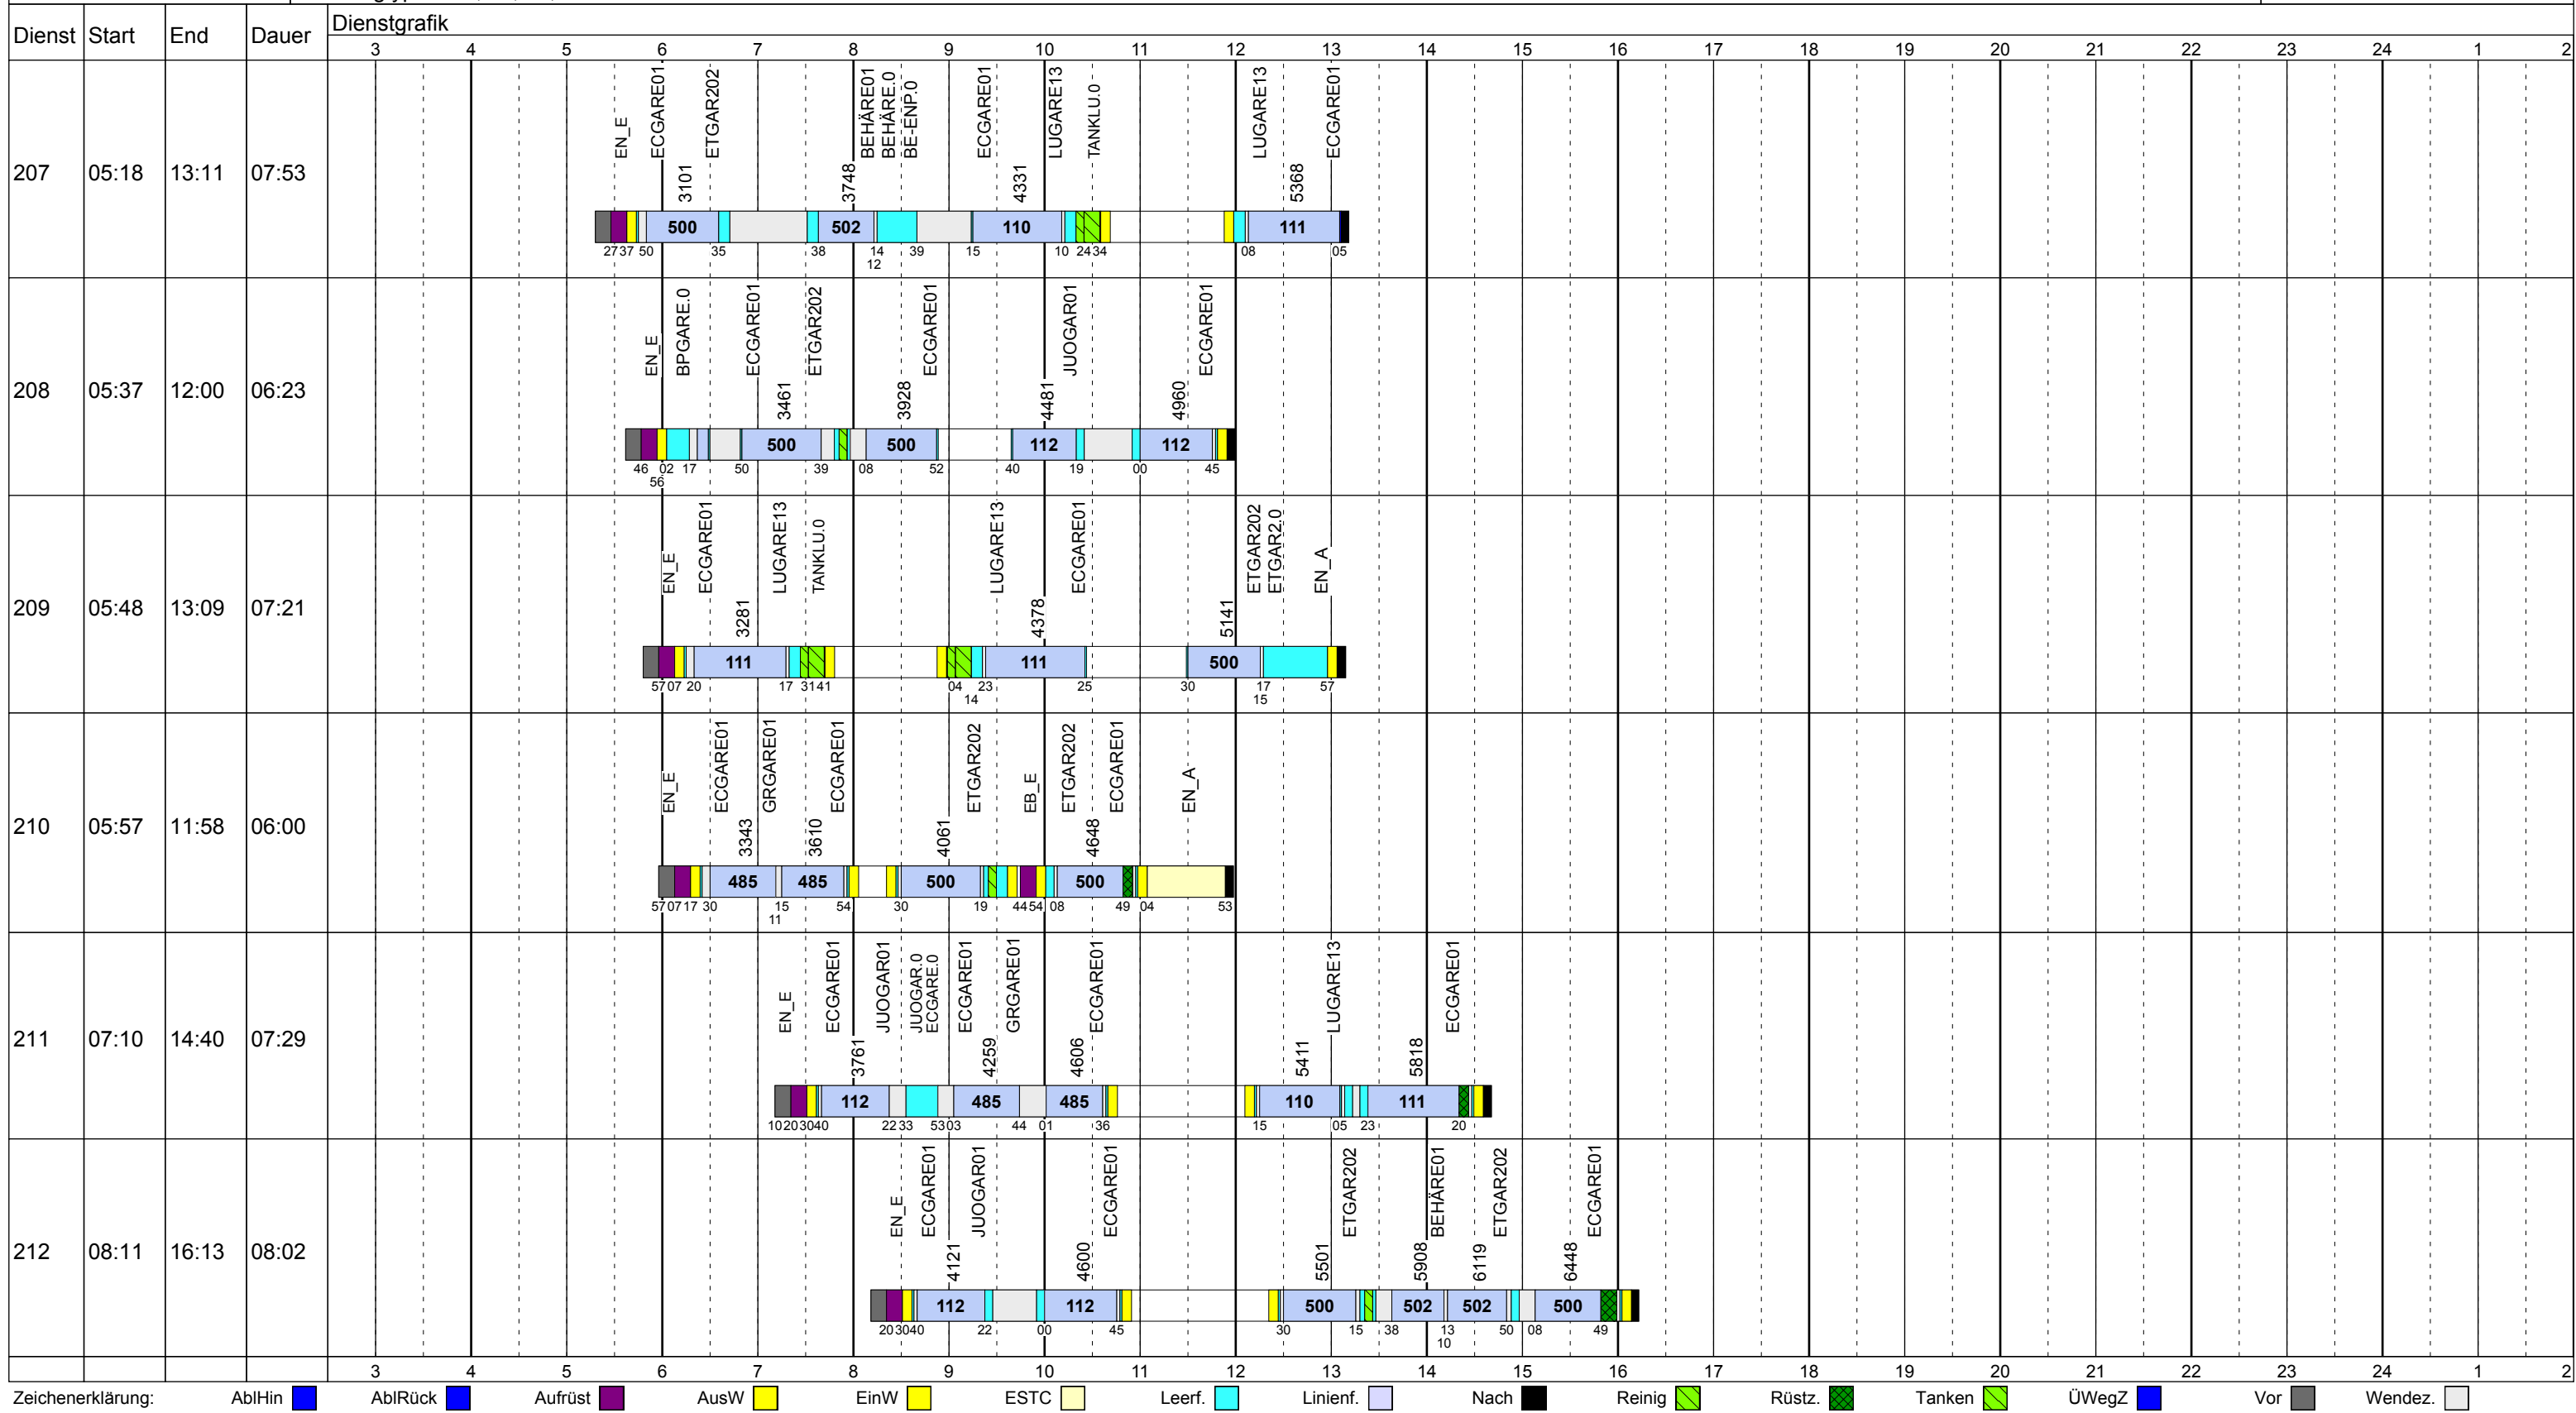 Dienst Start End Dauer Dienstgrafik
3 4 5 6 7 8 9 10 11 12 13 14 15 16 17 18 19 20 21 22 23 24 1 2
EN_E ECGARE01 ETGAR202 BEHÄRE01 BEHÄRE.0 BE-ENP.0 ECGARE01 LUGARE13 TANKLU.0 LUGARE13 ECGARE01
3101 3748 4331 5368
207 05:18 13:11 07:53
500 502 110 111
27 37 50 35 38 14 39 15 10 24 34 08 05
12
EN_E BPGARE.0 ECGARE01 ETGAR202 ECGARE01 JUOGAR01 ECGARE01
3461 3928 4481 4960
208 05:37 12:00 06:23
500 500 112 112
46 02 17 50 39 08 52 40 19 00 45
56
EN_E ECGARE01 LUGARE13 TANKLU.0 LUGARE13 ECGARE01 ETGAR202 ETGAR2.0 EN_A
3281 4378 5141
209 05:48 13:09 07:21
111 111 500
57 07 20 17 31 41 04 23 25 30 17 57
14 15
EN_E ECGARE01 GRGARE01 ECGARE01 ETGAR202 EB_E ETGAR202 ECGARE01 EN_A
3343 3610 4061 4648
210 05:57 11:58 06:00
485 485 500 500
57 07 17 30 15 54 30 19 44 54 08 49 04 53
11
EN_E ECGARE01 JUOGAR01 JUOGAR.0 ECGARE.0 ECGARE01 GRGARE01 ECGARE01 LUGARE13 ECGARE01
3761 4259 4606 5411 5818
211 07:10 14:40 07:29
112 485 485 110 111
10 20 30 40 22 33 53 03 44 01 36 15 05 23 20
EN_E ECGARE01 JUOGAR01 ECGARE01 ETGAR202 BEHÄRE01 ETGAR202 ECGARE01
4121 4600 5501 5908 6119 6448
212 08:11 16:13 08:02
112 112 500 502 502 500
20 30 40 22 00 45 30 15 38 13 50 08 49
10
3 4 5 6 7 8 9 10 11 12 13 14 15 16 17 18 19 20 21 22 23 24 1 2
Zeichenerklärung: AblHin AblRück Aufrüst AusW EinW ESTC Leerf. Linienf. Nach Reinig Rüstz. Tanken ÜWegZ Vor Wendez.